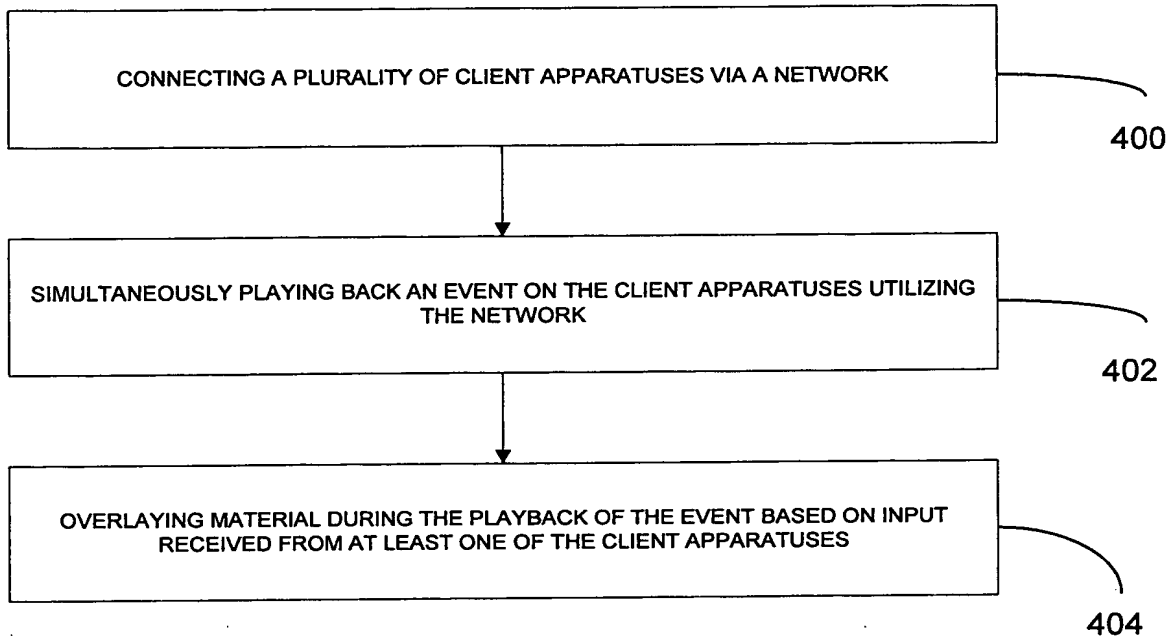 CONNECTING A PLURALITY OF CLIENT APPARATUSES VIA A NETWORK
400
SIMULTANEOUSLY PLAYING BACK AN EVENT ON THE CLIENT APPARATUSES UTILIZING
THE NETWORK
402
OVERLAYING MATERIAL DURING THE PLAYBACK OF THE EVENT BASED ON INPUT
RECEIVED FROM AT LEAST ONE OF THE CLIENT APPARATUSES
404